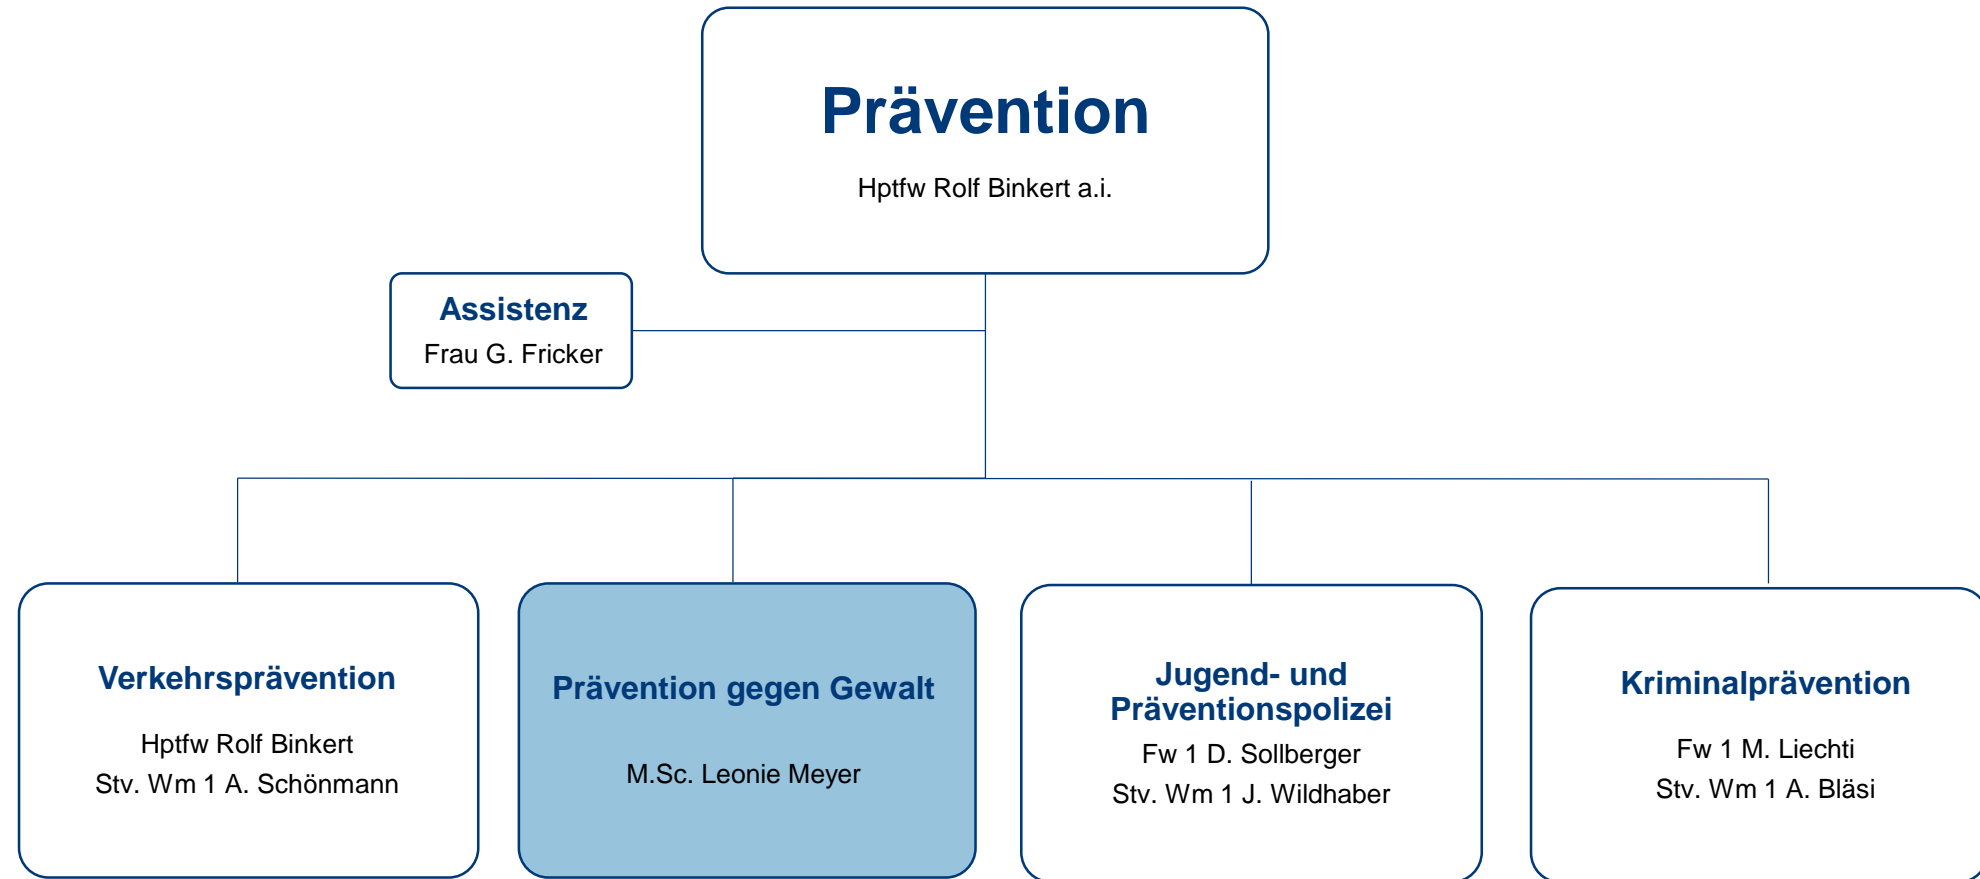 Prävention
Hptfw Rolf Binkert a.i.
Assistenz
Frau G. Fricker
Verkehrsprävention
Hptfw Rolf Binkert
Stv. Wm 1 A. Schönmann
Prävention gegen Gewalt
M.Sc. Leonie Meyer
Jugend- und
Präventionspolizei
Fw 1 D. Sollberger
Stv. Wm 1 J. Wildhaber
Kriminalprävention
Fw 1 M. Liechti
Stv. Wm 1 A. Bläsi